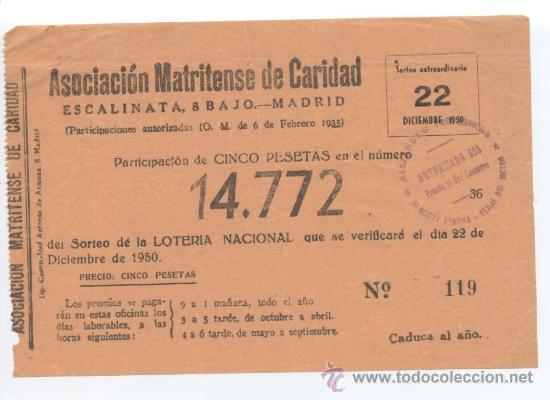 ASOCIACION MATRITENSE DE CARIDAD
Asociación Matritense de Caridad
ESCALINATA, 8 BAJO.—MADRID
(Participaciones autorizadas (O. M. de 6 de Febrero 1935)
Sorteo extraordinario
22
DICIEMBRE 1950
Participación de CINCO PESETAS en el número
14.772
36
AUTORIZADO
del Sorteo de la LOTERIA NACIONAL que se verificará el día 22 de
Diciembre de 1950.
PRECIO: CINCO PESETAS
Los premios se paga-
rán en estas oficinas los
días laborables, a las
horas siguientes:
9 a 1 mañana, todo el año
3 a 5 tarde, de octubre a abril.
4 a 6 tarde, de mayo a septiembre.
Nº 119
Caduca al año.
todocoleccion
www.todocoleccion.net